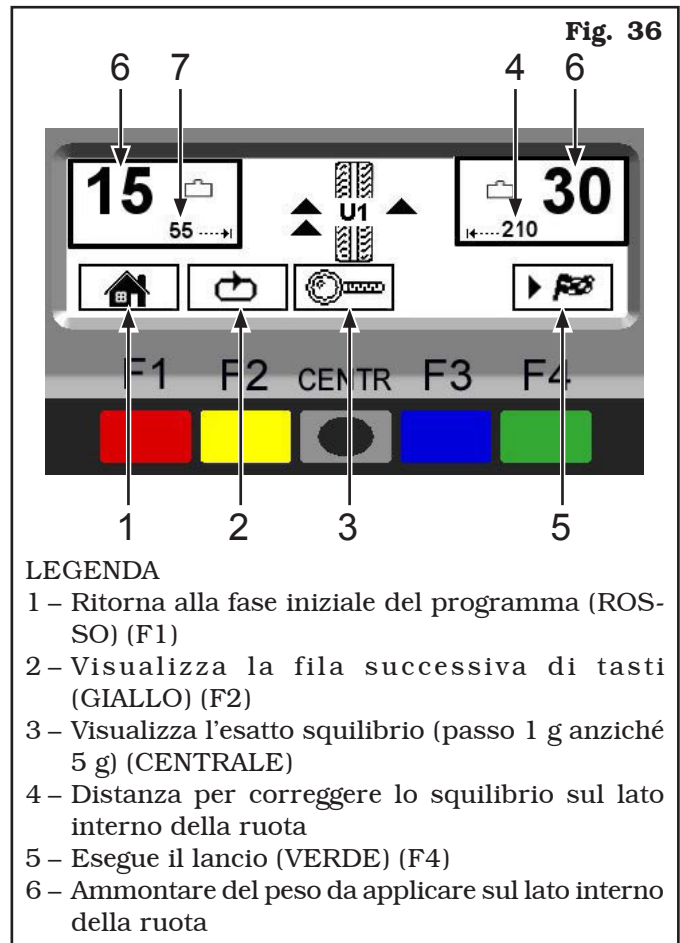 Fig. 36
6 7 4 6
15 30
55 U1 210
F1 F2 CENTR F3 F4
1 2 3 5
LEGENDA
1 – Ritorna alla fase iniziale del programma (ROS-
SO) (F1)
2 – Visualizza la fila successiva di tasti
(GIALLO) (F2)
3 – Visualizza l'esatto squilibrio (passo 1 g anziché
5 g) (CENTRALE)
4 – Distanza per correggere lo squilibrio sul lato
interno della ruota
5 – Esegue il lancio (VERDE) (F4)
6 – Ammontare del peso da applicare sul lato interno
della ruota